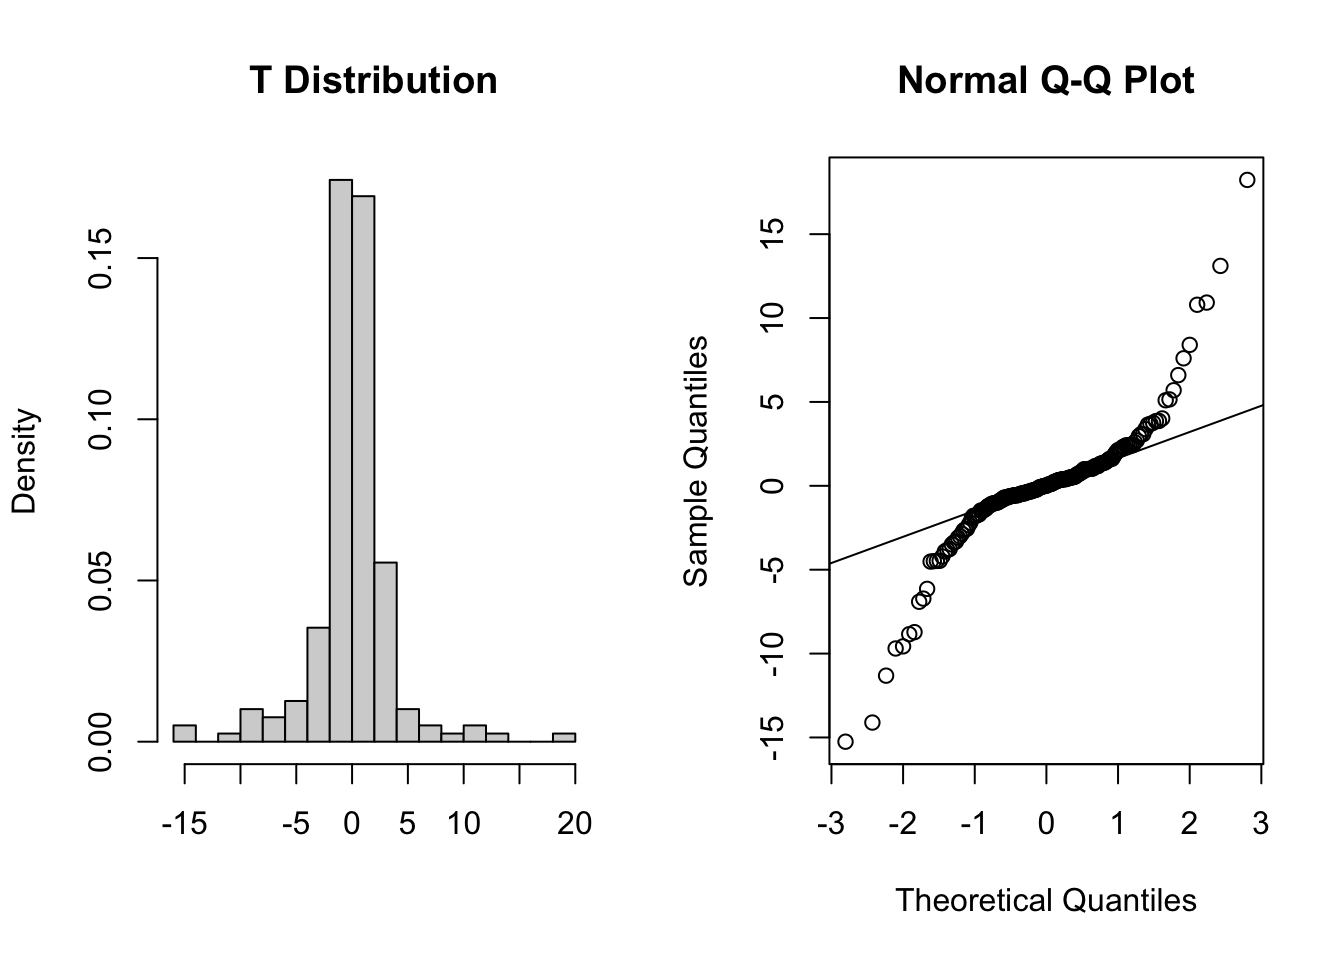 T Distribution
Density
0.00 0.05 0.10 0.15
-15 -5 0 5 10 20
Normal Q-Q Plot
Sample Quantiles
-15 -10 -5 0 5 10 15
-3 -2 -1 0 1 2 3
Theoretical Quantiles